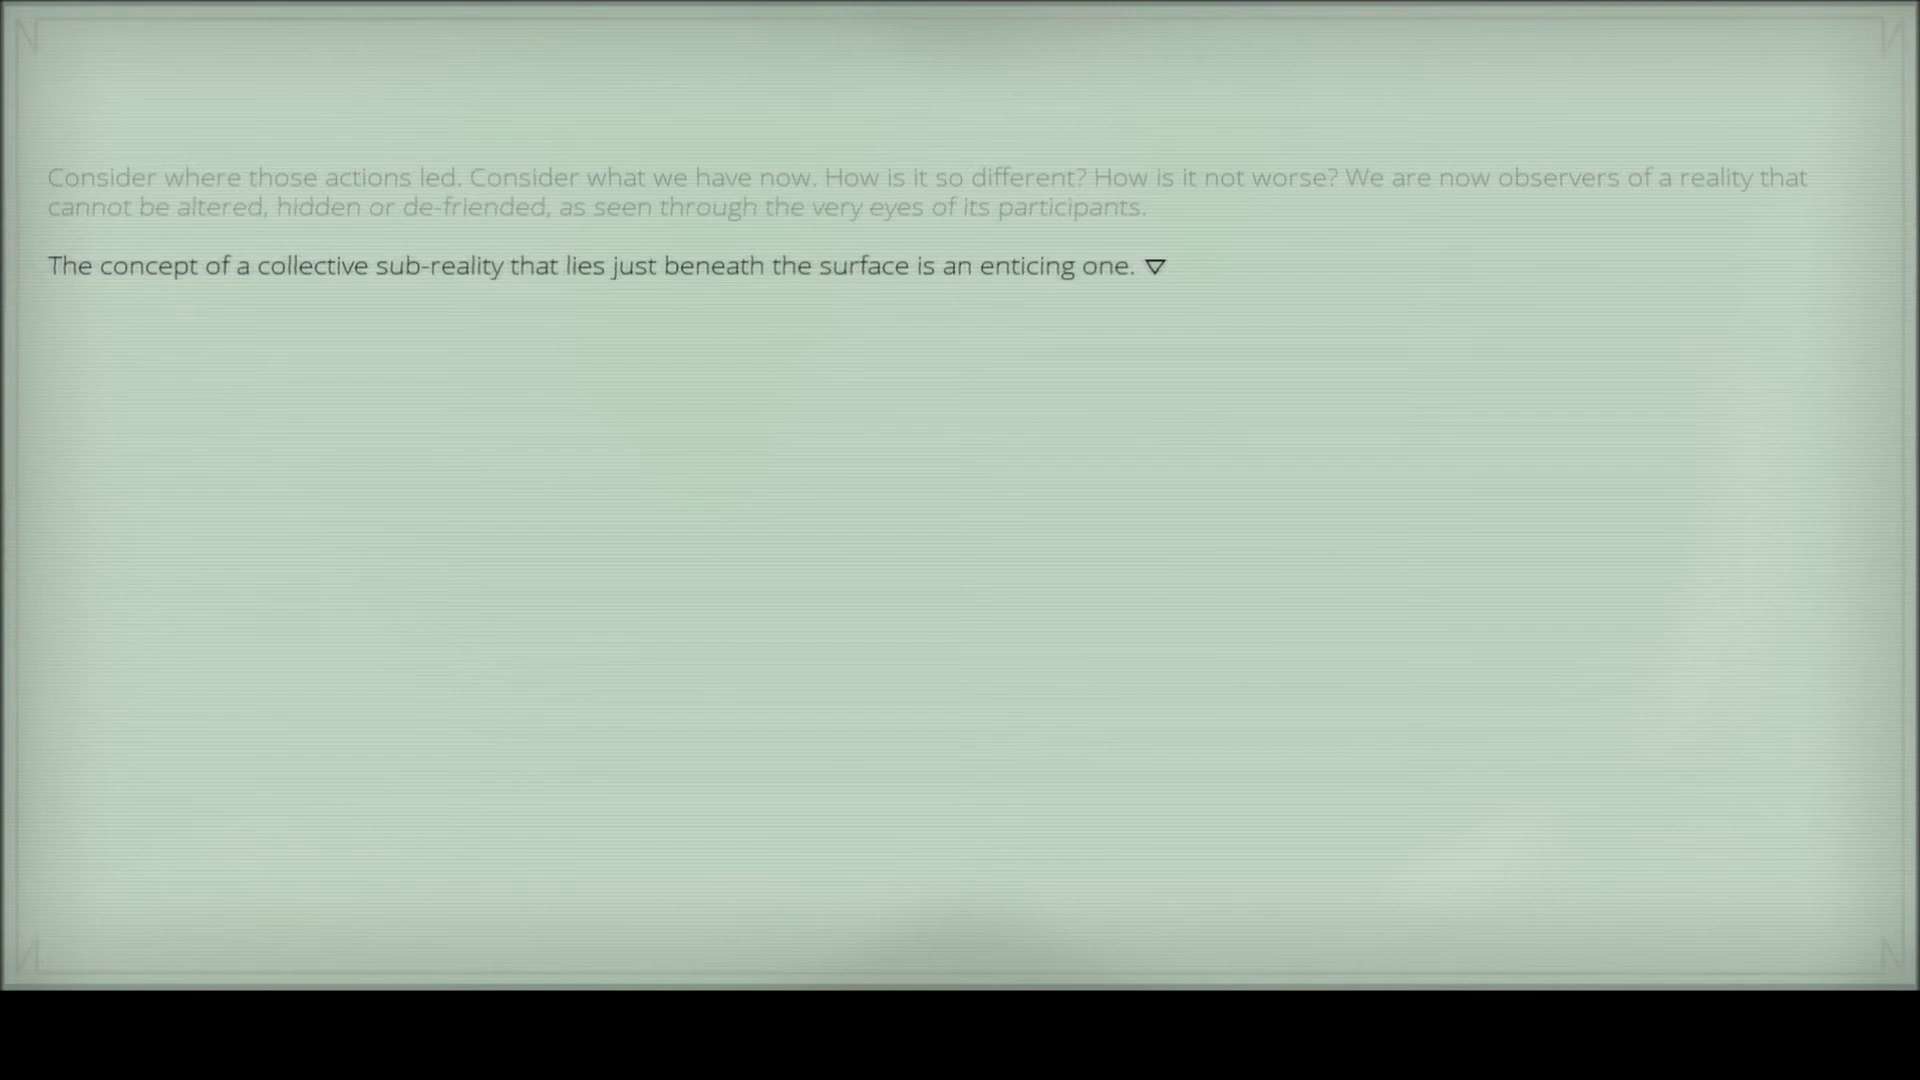 Consider where those actions led. Consider what we have now. How is it so different? How is it not worse? We are now observers of a reality that
cannot be altered, hidden or de-friended, as seen through the very eyes of its participants.
The concept of a collective sub-reality that lies just beneath the surface is an enticing one.